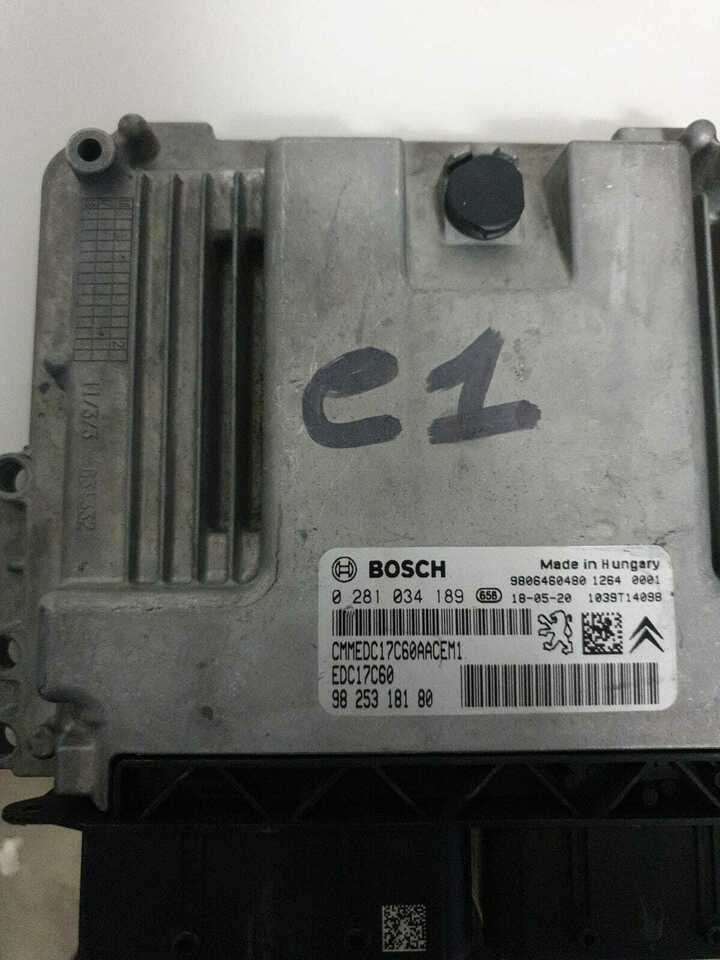 C1
BOSCH
Made in Hungary
9806460480 1264 0001
0 281 034 189 65B 18-05-20 1039T14098
CMMEDC17C60AACEM1
EDC17C60
98 253 181 80